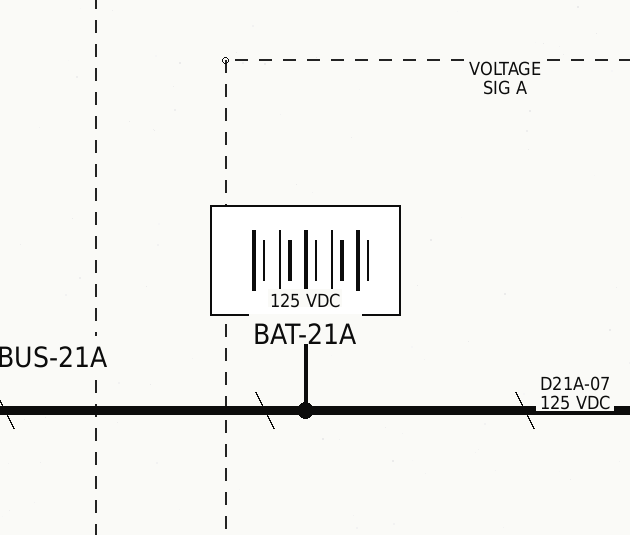 VOLTAGE
SIG A
125 VDC
BAT-21A
BUS-21A
D21A-07
125 VDC